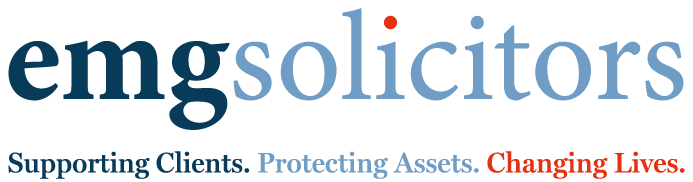 emgsolicitors
Supporting Clients. Protecting Assets. Changing Lives.